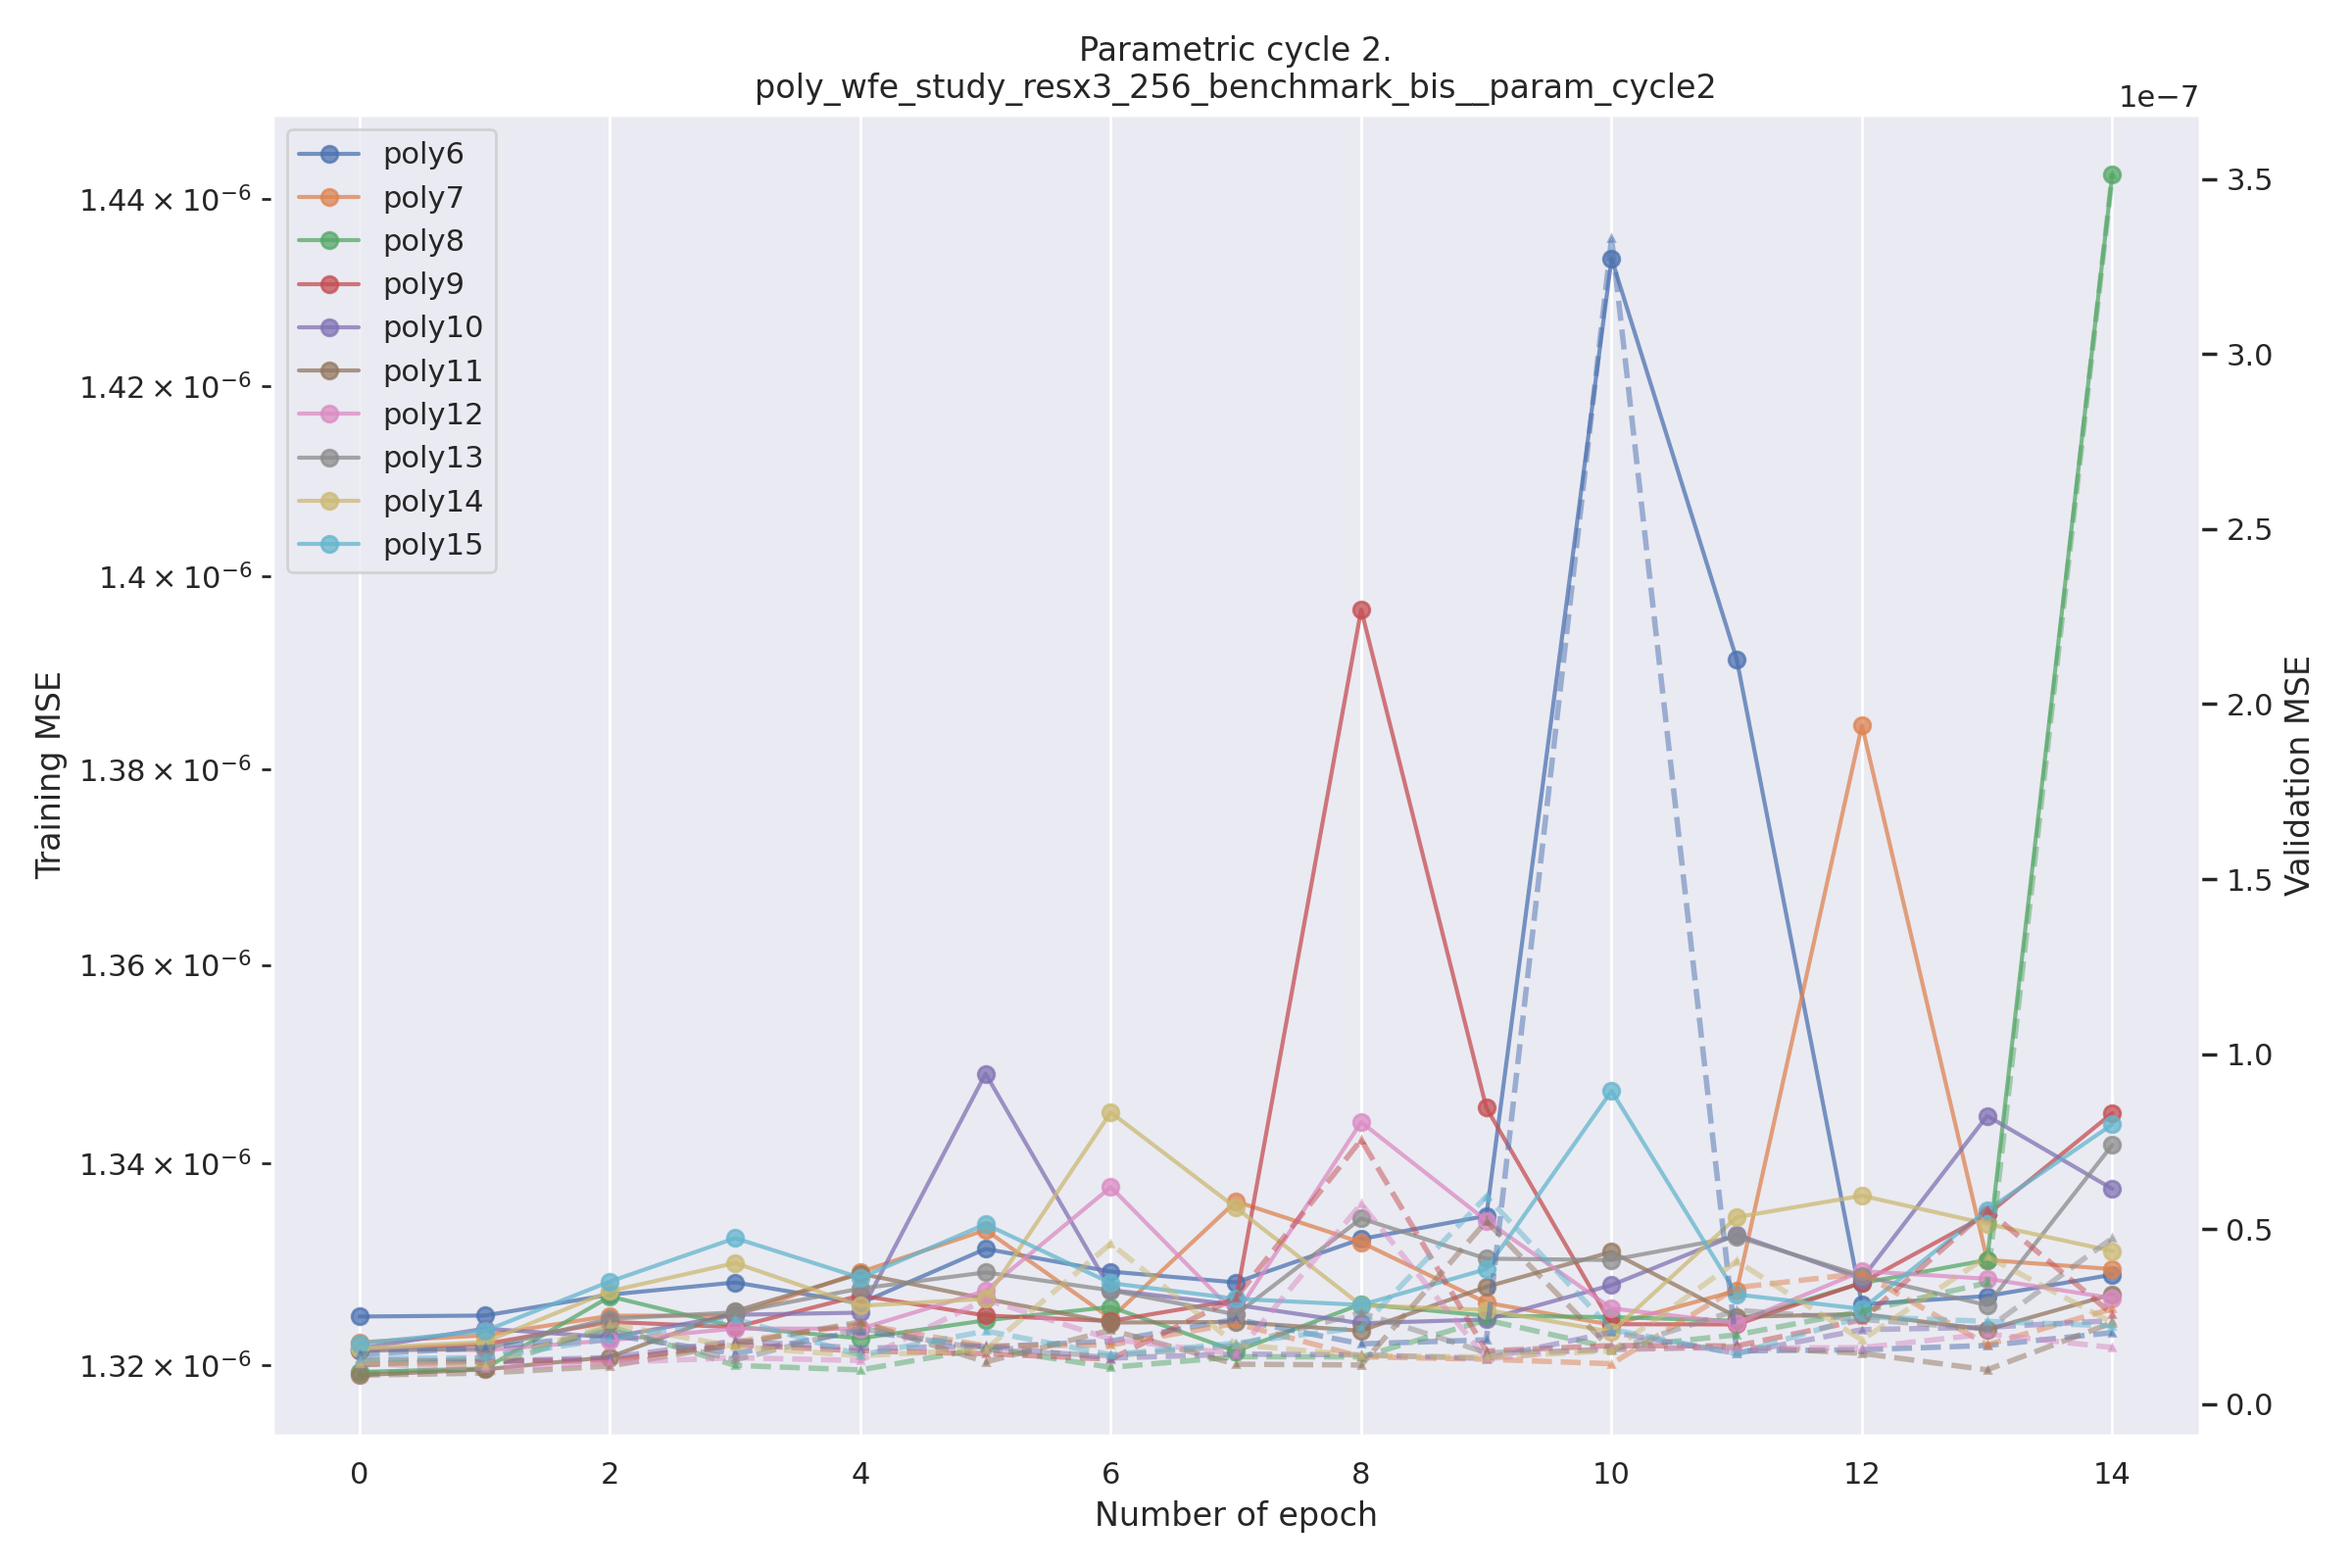 Parametric cycle 2.
poly_wfe_study_resx3_256_benchmark_bis__param_cycle2
1e−7
poly6
poly7
poly8
poly9
poly10
poly11
poly12
poly13
poly14
poly15
Training MSE
1.44 × 10⁻⁶
1.42 × 10⁻⁶
1.4 × 10⁻⁶
1.38 × 10⁻⁶
1.36 × 10⁻⁶
1.34 × 10⁻⁶
1.32 × 10⁻⁶
3.5
3.0
2.5
2.0
1.5
1.0
0.5
0.0
Validation MSE
0 2 4 6 8 10 12 14
Number of epoch